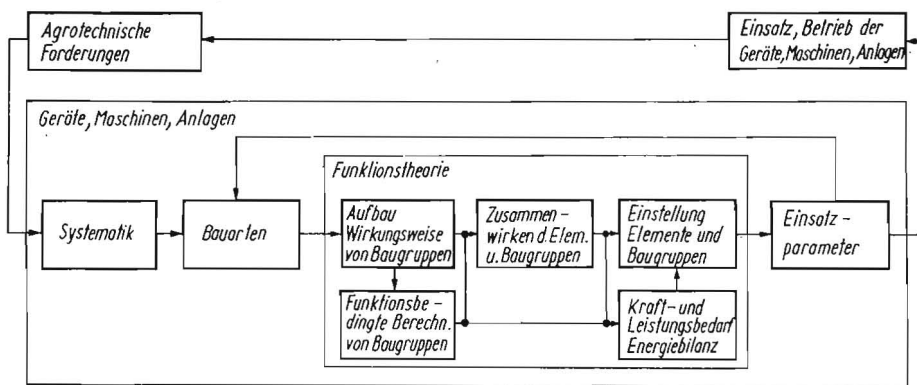 Agrotechnische
Forderungen
Einsatz, Betrieb der
Geräte, Maschinen, Anlagen
Geräte, Maschinen, Anlagen
Funktionstheorie
Systematik
Bauarten
Aufbau
Wirkungsweise
von Baugruppen
Zusammen-
wirken d. Elem.
u. Baugruppen
Einstellung
Elemente und
Baugruppen
Einsatz-
parameter
Funktionsbe-
dingte Berechn.
von Baugruppen
Kraft- und
Leistungsbedarf
Energiebilanz